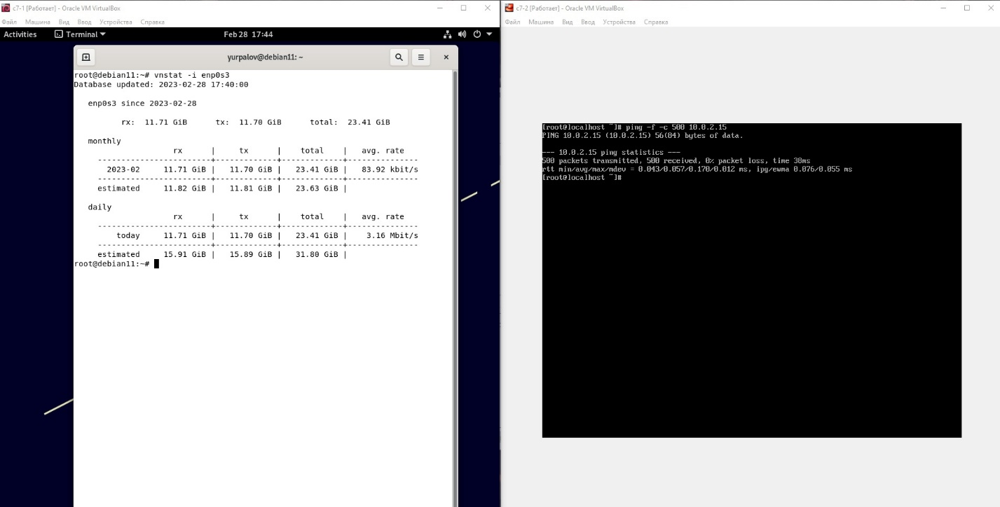 c7-1 [Работает] - Oracle VM VirtualBox
Файл Машина Вид Ввод Устройства Справка
Activities Terminal Feb 28 17:44
yurpalov@debian11: ~
root@debian11:~# vnstat -i enp0s3
Database updated: 2023-02-28 17:40:00
enp0s3 since 2023-02-28
rx: 11.71 GiB tx: 11.70 GiB total: 23.41 GiB
monthly
rx | tx | total | avg. rate
------------------------+-------------+-------------+---------------
2023-02 11.71 GiB | 11.70 GiB | 23.41 GiB | 83.92 kbit/s
------------------------+-------------+-------------+---------------
estimated 11.82 GiB | 11.81 GiB | 23.63 GiB |
daily
rx | tx | total | avg. rate
------------------------+-------------+-------------+---------------
today 11.71 GiB | 11.70 GiB | 23.41 GiB | 3.16 Mbit/s
------------------------+-------------+-------------+---------------
estimated 15.91 GiB | 15.89 GiB | 31.80 GiB |
root@debian11:~#
c7-2 [Работает] - Oracle VM VirtualBox
Файл Машина Вид Ввод Устройства Справка
[root@localhost ~]# ping -f -c 500 10.0.2.15
PING 10.0.2.15 (10.0.2.15) 56(84) bytes of data.
--- 10.0.2.15 ping statistics ---
500 packets transmitted, 500 received, 0% packet loss, time 38ms
rtt min/avg/max/mdev = 0.043/0.057/0.170/0.012 ms, ipg/ewma 0.076/0.055 ms
[root@localhost ~]#